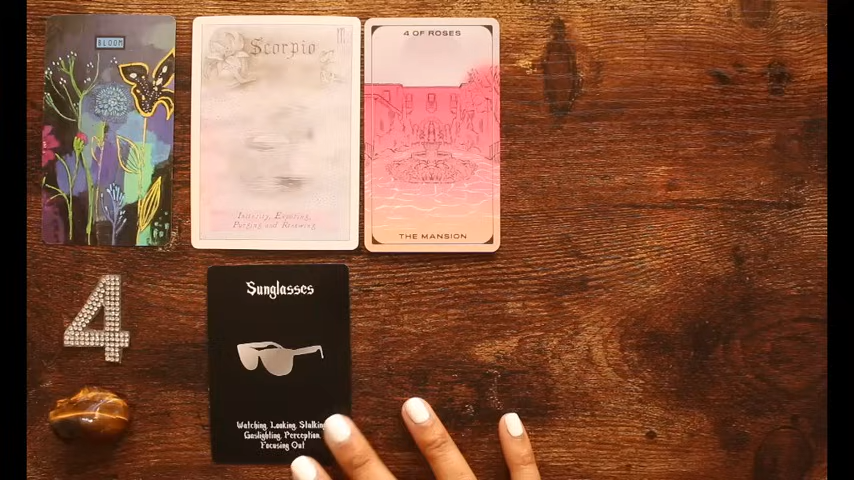 BLOOM
Scorpio
♏
Intensity, Exposing,
Purging and Renewing
4 OF ROSES
THE MANSION
4
Sunglasses
Watching, Looking, Stalking
Gaslighting, Perception
Focusing Out